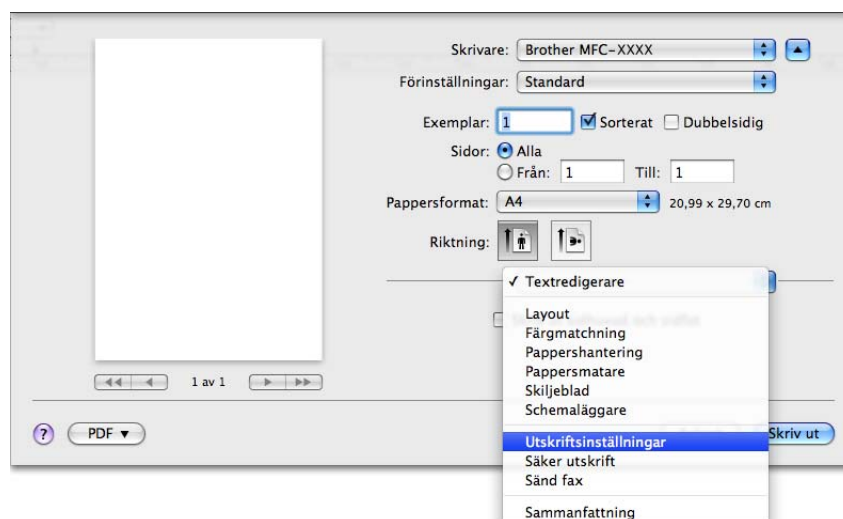 Skrivare: Brother MFC-XXXX
Förinställningar: Standard
Exemplar: 1 Sorterat Dubbelsidig
Sidor: Alla
Från: 1 Till: 1
Pappersformat: A4 20,99 x 29,70 cm
Riktning:
✓ Textredigerare
Layout
Färgmatchning
Pappershantering
Pappersmatare
Skiljeblad
Schemaläggare
Utskriftsinställningar
Säker utskrift
Sänd fax
Sammanfattning
1 av 1
? PDF ▼
Skriv ut